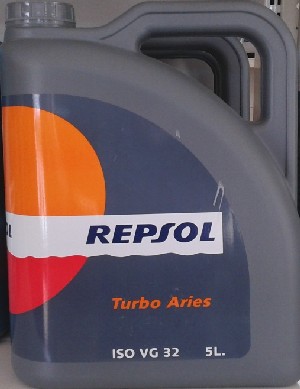 REPSOL
Turbo Aries
ISO VG 32 5L.